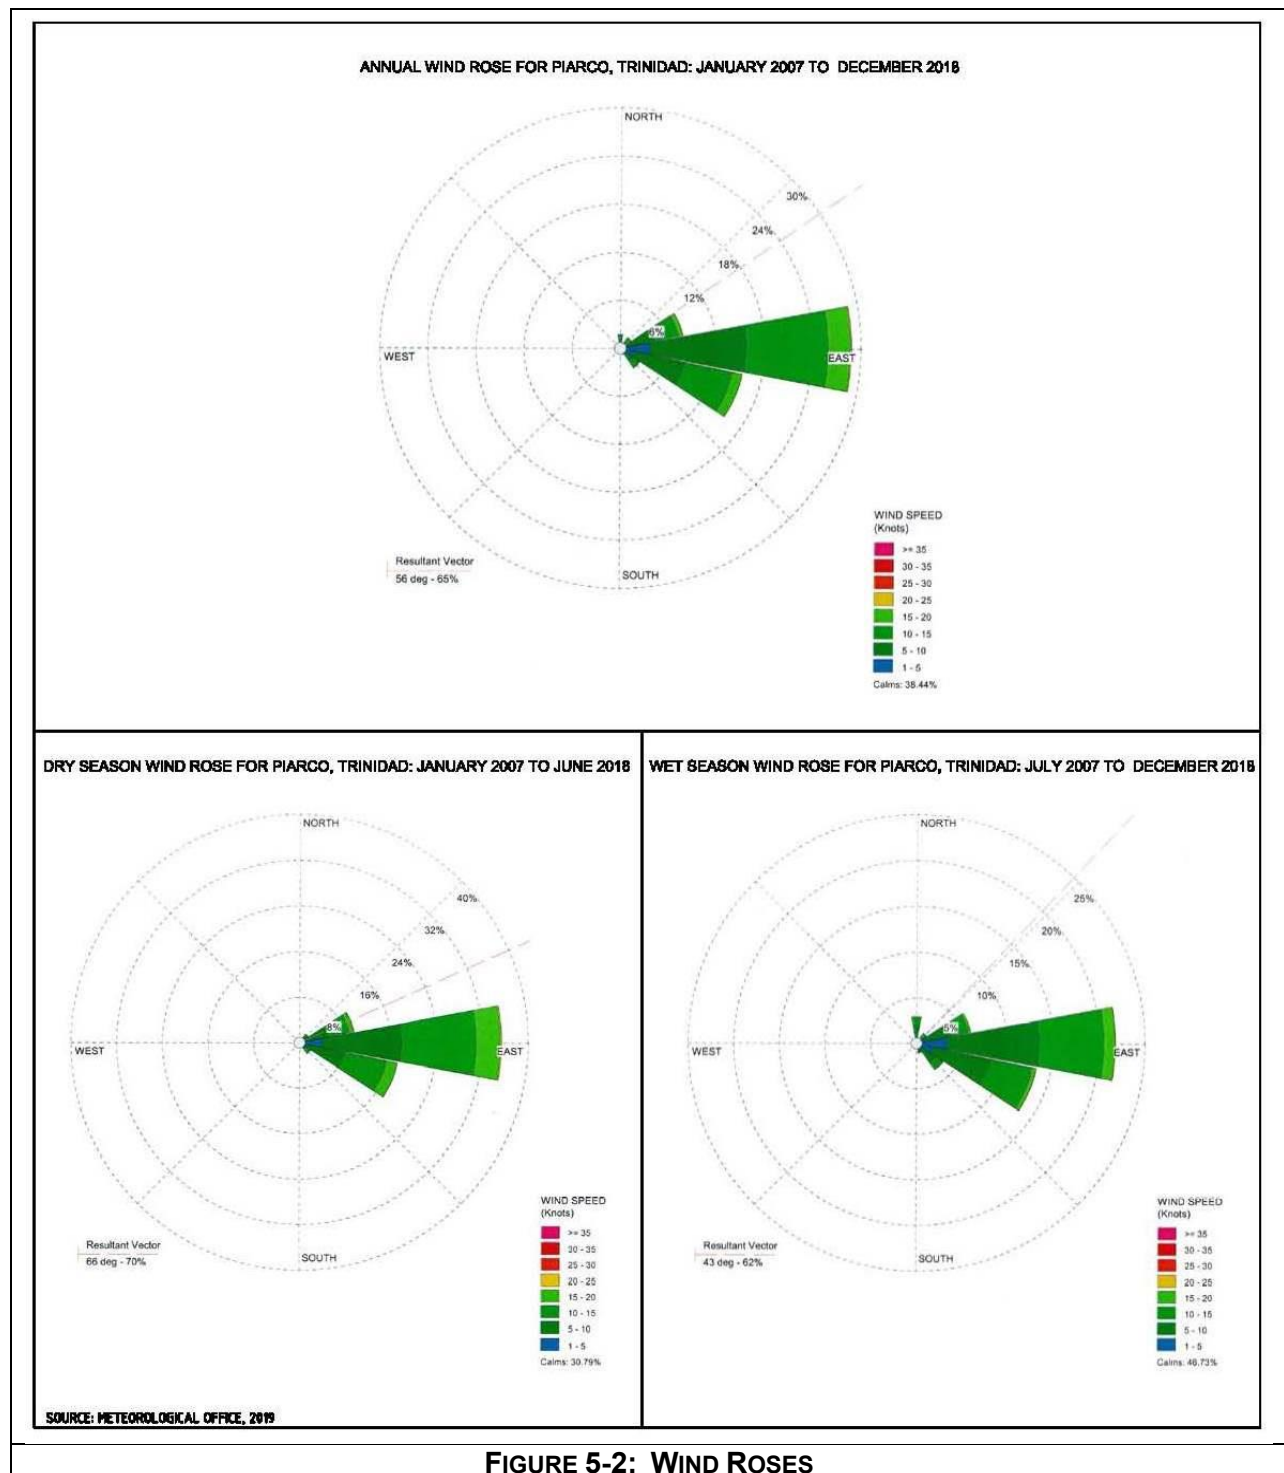 ANNUAL WIND ROSE FOR PIARCO, TRINIDAD: JANUARY 2007 TO DECEMBER 2018
NORTH
30%
24%
18%
12%
6%
WEST
EAST
SOUTH
Resultant Vector
56 deg - 65%
WIND SPEED
(Knots)
>= 35
30 - 35
25 - 30
20 - 25
15 - 20
10 - 15
5 - 10
1 - 5
Calms: 38.44%
DRY SEASON WIND ROSE FOR PIARCO, TRINIDAD: JANUARY 2007 TO JUNE 2018
NORTH
40%
32%
24%
16%
8%
WEST
EAST
SOUTH
Resultant Vector
66 deg - 70%
WIND SPEED
(Knots)
>= 35
30 - 35
25 - 30
20 - 25
15 - 20
10 - 15
5 - 10
1 - 5
Calms: 30.79%
SOURCE: METEOROLOGICAL OFFICE, 2019
WET SEASON WIND ROSE FOR PIARCO, TRINIDAD: JULY 2007 TO DECEMBER 2018
NORTH
25%
20%
15%
10%
5%
WEST
EAST
SOUTH
Resultant Vector
43 deg - 62%
WIND SPEED
(Knots)
>= 35
30 - 35
25 - 30
20 - 25
15 - 20
10 - 15
5 - 10
1 - 5
Calms: 46.73%
FIGURE 5-2: WIND ROSES